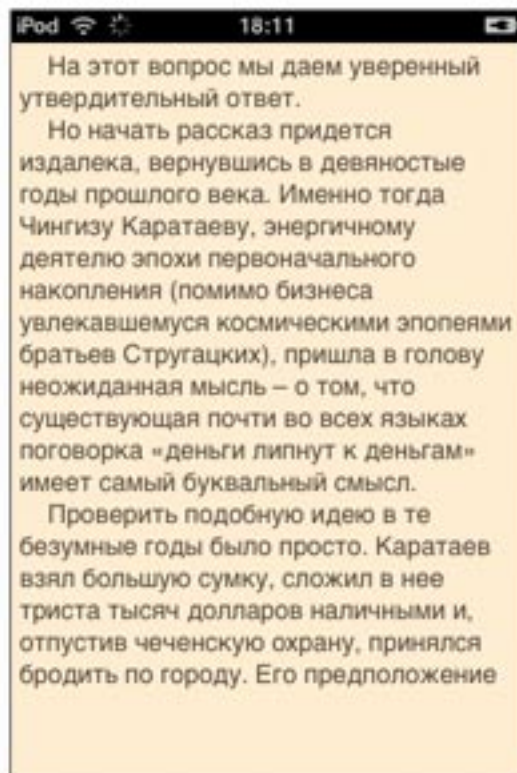 iPod 18:11
На этот вопрос мы даем уверенный
утвердительный ответ.
Но начать рассказ придется
издалека, вернувшись в девяностые
годы прошлого века. Именно тогда
Чингизу Каратаеву, энергичному
деятелю эпохи первоначального
накопления (помимо бизнеса
увлекавшемуся космическими эпопеями
братьев Стругацких), пришла в голову
неожиданная мысль – о том, что
существующая почти во всех языках
поговорка «деньги липнут к деньгам»
имеет самый буквальный смысл.
Проверить подобную идею в те
безумные годы было просто. Каратаев
взял большую сумку, сложил в нее
триста тысяч долларов наличными и,
отпустив чеченскую охрану, принялся
бродить по городу. Его предположение